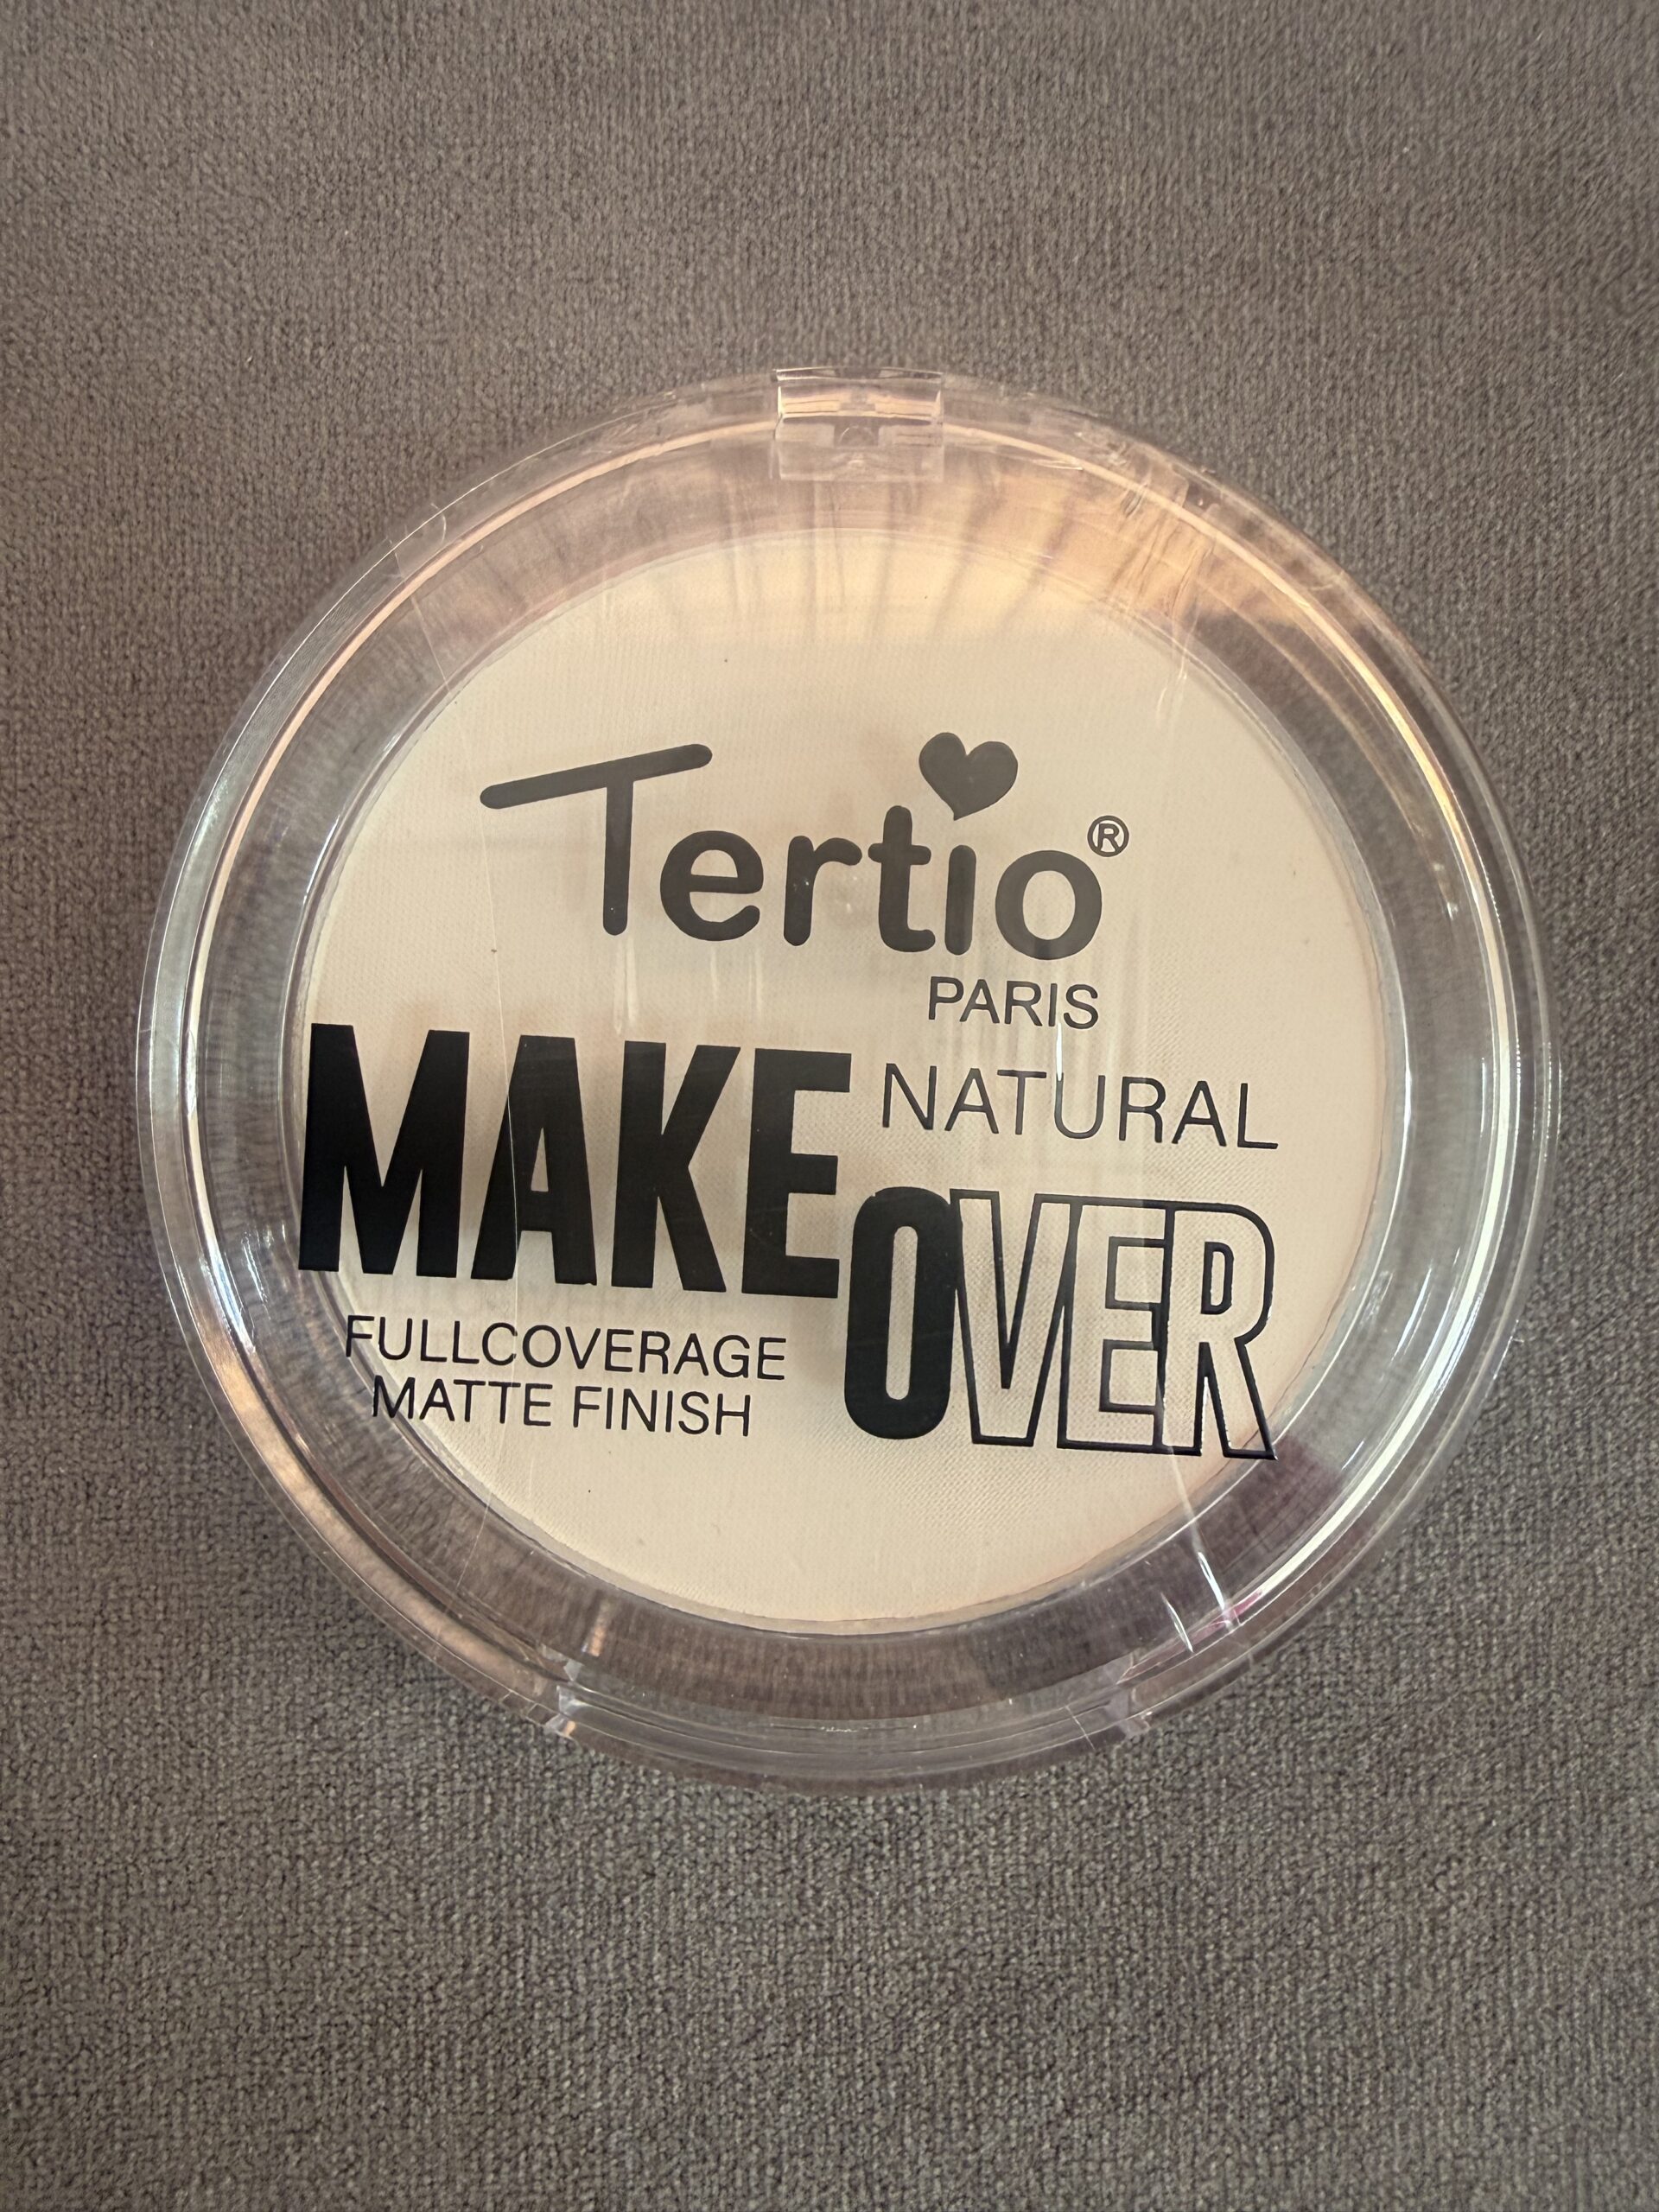 Tertio®
PARIS
MAKE NATURAL
OVER
FULLCOVERAGE
MATTE FINISH